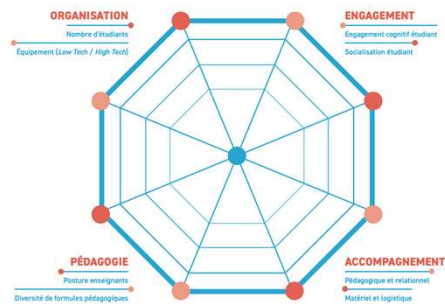 ORGANISATION
Nombre d'étudiants
Équipement (Low Tech / High Tech)
ENGAGEMENT
Engagement cognitif étudiant
Socialisation étudiant
PÉDAGOGIE
Posture enseignants
Diversité de formules pédagogiques
ACCOMPAGNEMENT
Pédagogique et relationnel
Matériel et logistique